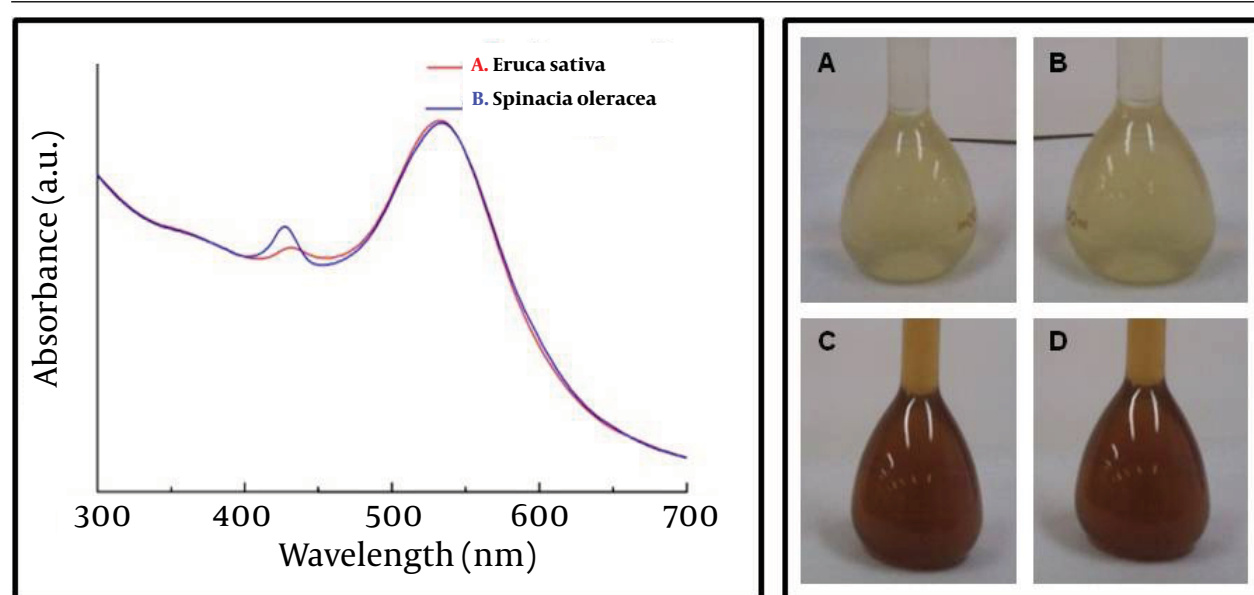 A. Eruca sativa
B. Spinacia oleracea
Absorbance (a.u.)
300 400 500 600 700
Wavelength (nm)
A
B
C
D